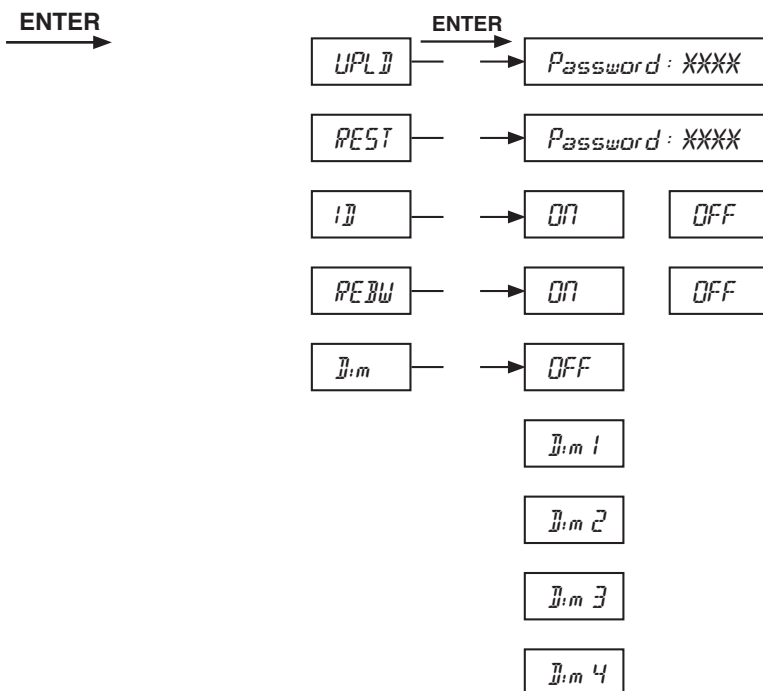 ENTER
ENTER
UPLD
Password : XXXX
REST
Password : XXXX
ID
ON
OFF
REBW
ON
OFF
Dim
OFF
Dim 1
Dim 2
Dim 3
Dim 4